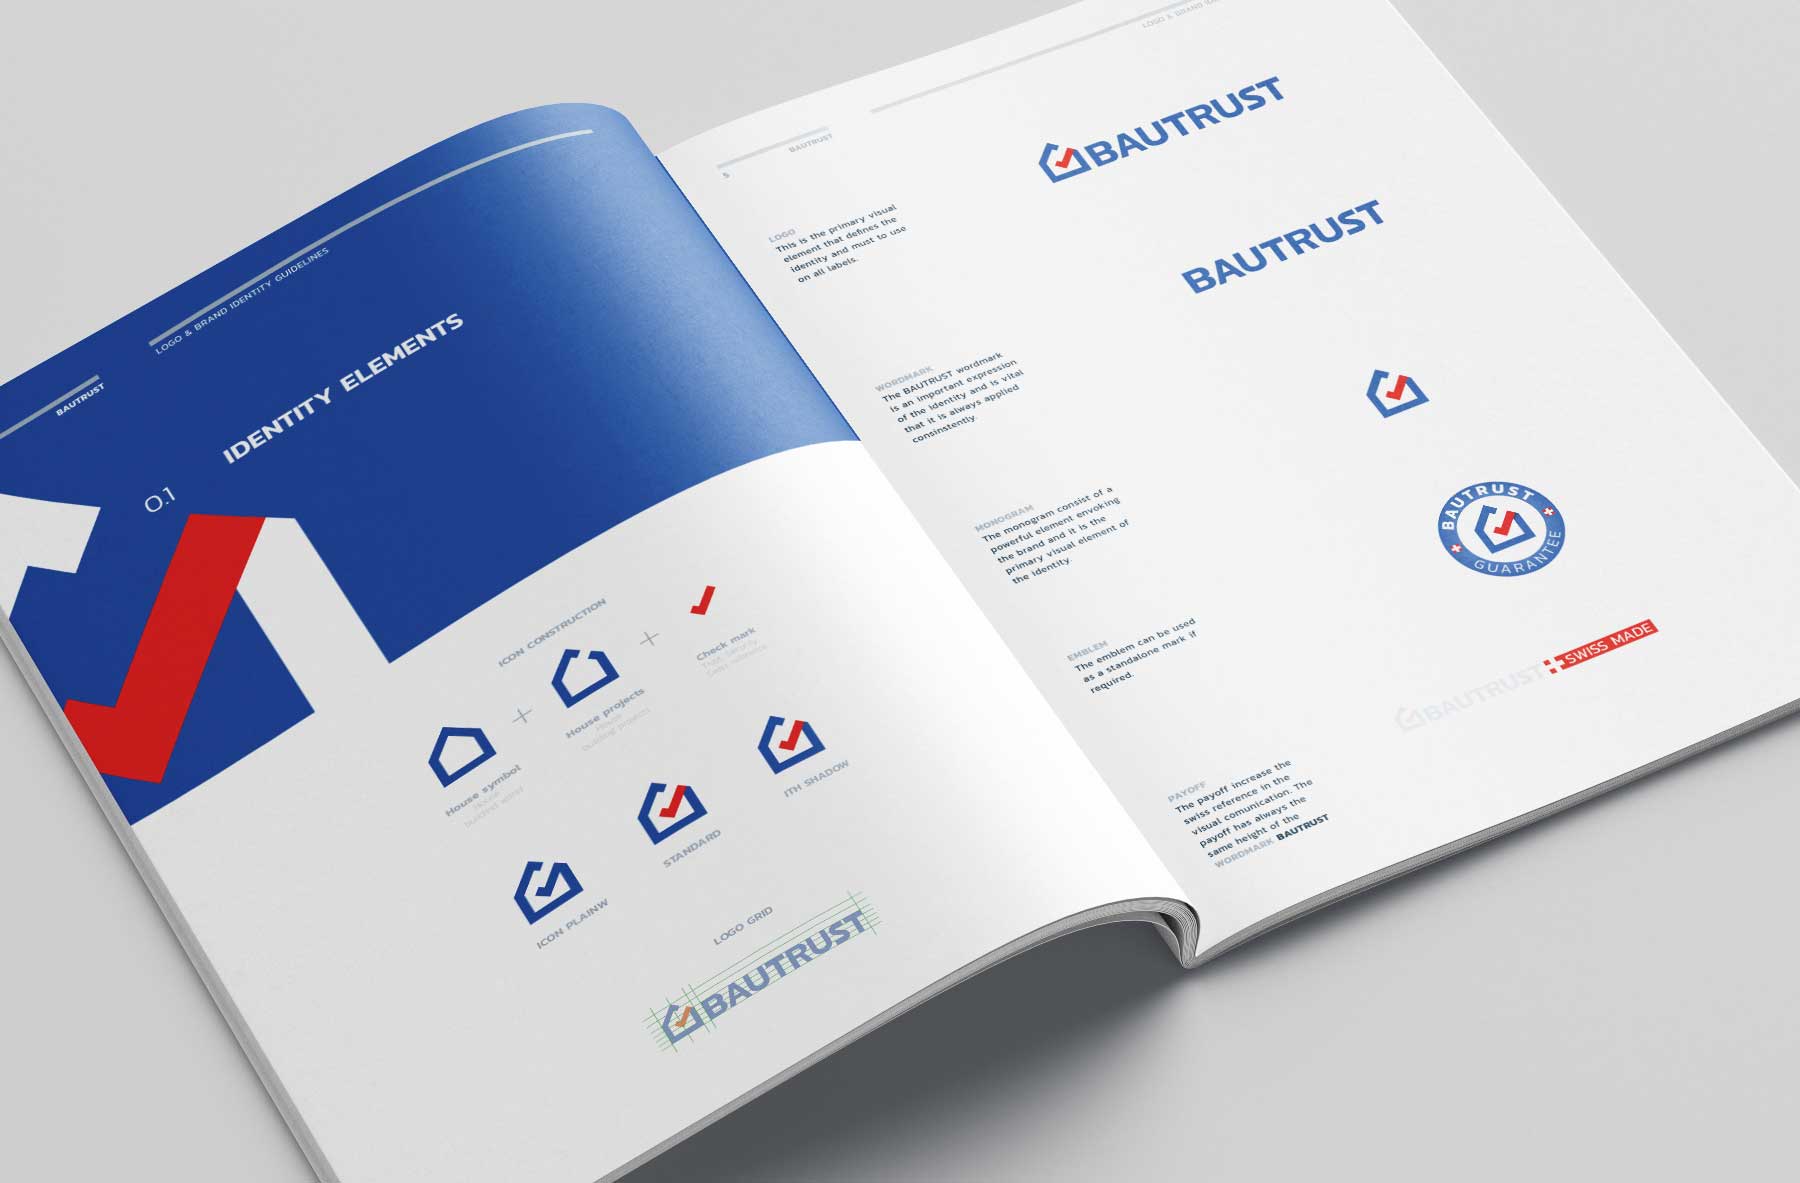 BAUTRUST
LOGO & BRAND IDENTITY GUIDELINES
0.1
IDENTITY ELEMENTS
ICON CONSTRUCTION
House symbol
House
House projects
House
building projects
Check mark
ICON PLAINW
STANDARD
ITH SHADOW
LOGO GRID
BAUTRUST
5
BAUTRUST
LOGO & BRAND
LOGO
This is the primary visual
element that defines the
identity and must to use
on all labels.
BAUTRUST
WORDMARK
The BAUTRUST wordmark
is an important expression
of the identity and is vital
that it is always applied
consinstently.
BAUTRUST
MONOGRAM
The monogram consist of a
powerful element envoking
the brand and it is the
primary visual element of
the identity.
EMBLEM
The emblem can be used
as a standalone mark if
required.
BAUTRUST
GUARANTEE
PAYOFF
The payoff increase the
swiss reference in the
visual comunication. The
payoff has always the
same height of the
WORDMARK BAUTRUST
BAUTRUST SWISS MADE